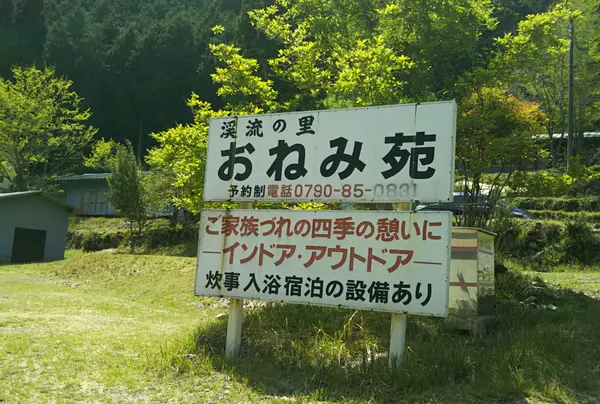 渓流の里
おねみ苑
予約制電話0790-85-0831
ご家族づれの四季の憩いに
―インドア・アウトドア―
炊事入浴宿泊の設備あり